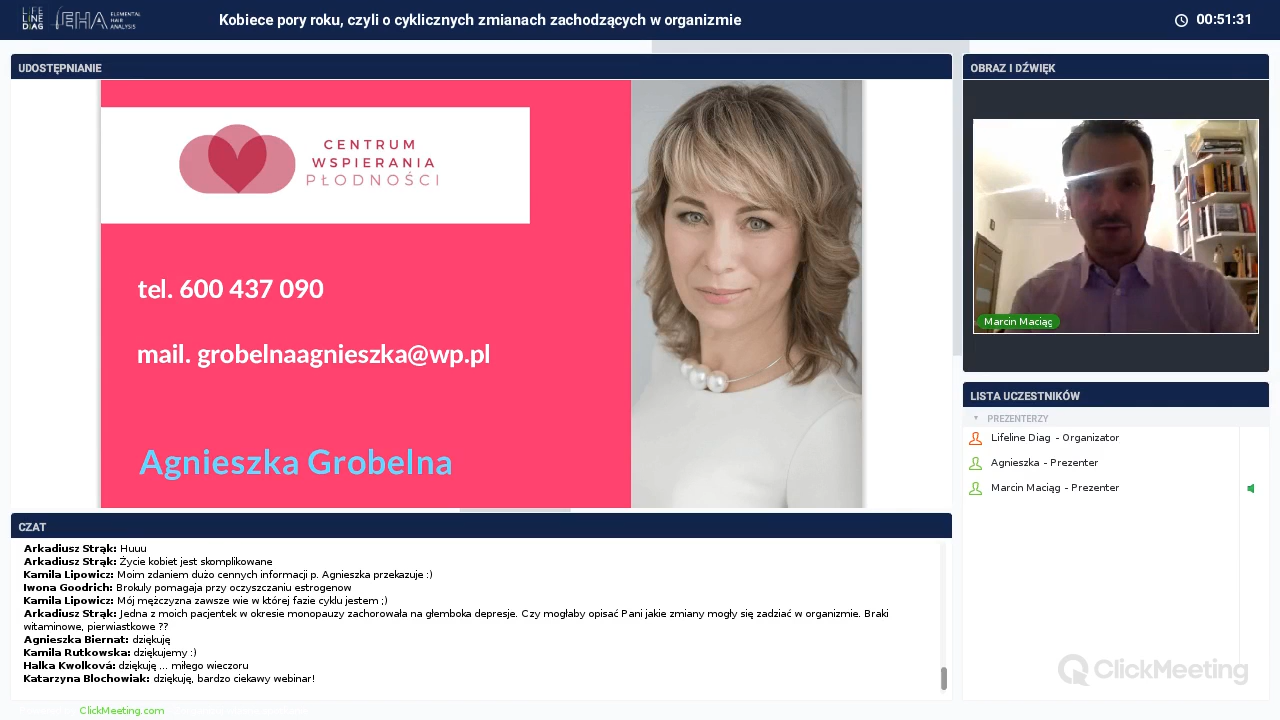 LIFE
LINE
DIAG
EHA
ELEMENTAL
HAIR
ANALYSIS
Kobiece pory roku, czyli o cyklicznych zmianach zachodzących w organizmie
00:51:31
UDOSTĘPNIANIE
CENTRUM
WSPIERANIA
PŁODNOŚCI
tel. 600 437 090
mail. grobelnaagnieszka@wp.pl
Agnieszka Grobelna
OBRAZ I DŹWIĘK
Marcin Maciąg
LISTA UCZESTNIKÓW
PREZENTERZY
Lifeline Diag - Organizator
Agnieszka - Prezenter
Marcin Maciąg - Prezenter
CZAT
Arkadiusz Strąk: Huuu
Arkadiusz Strąk: Życie kobiet jest skomplikowane
Kamila Lipowicz: Moim zdaniem dużo cennych informacji p. Agnieszka przekazuje :)
Iwona Goodrich: Brokuly pomagaja przy oczyszczaniu estrogenow
Kamila Lipowicz: Mój mężczyzna zawsze wie w której fazie cyklu jestem ;)
Arkadiusz Strąk: Jedna z moich pacjentek w okresie monopauzy zachorowała na głemboka depresje. Czy mogłaby opisać Pani jakie zmiany mogły się zadziać w organizmie. Braki
witaminowe, pierwiastkowe ??
Agnieszka Biernat: dziękuję
Kamila Rutkowska: dziękujemy :)
Halka Kwolková: dziękuję ... miłego wieczoru
Katarzyna Blochowiak: dziękuję, bardzo ciekawy webinar!
ClickMeeting
ClickMeeting.com